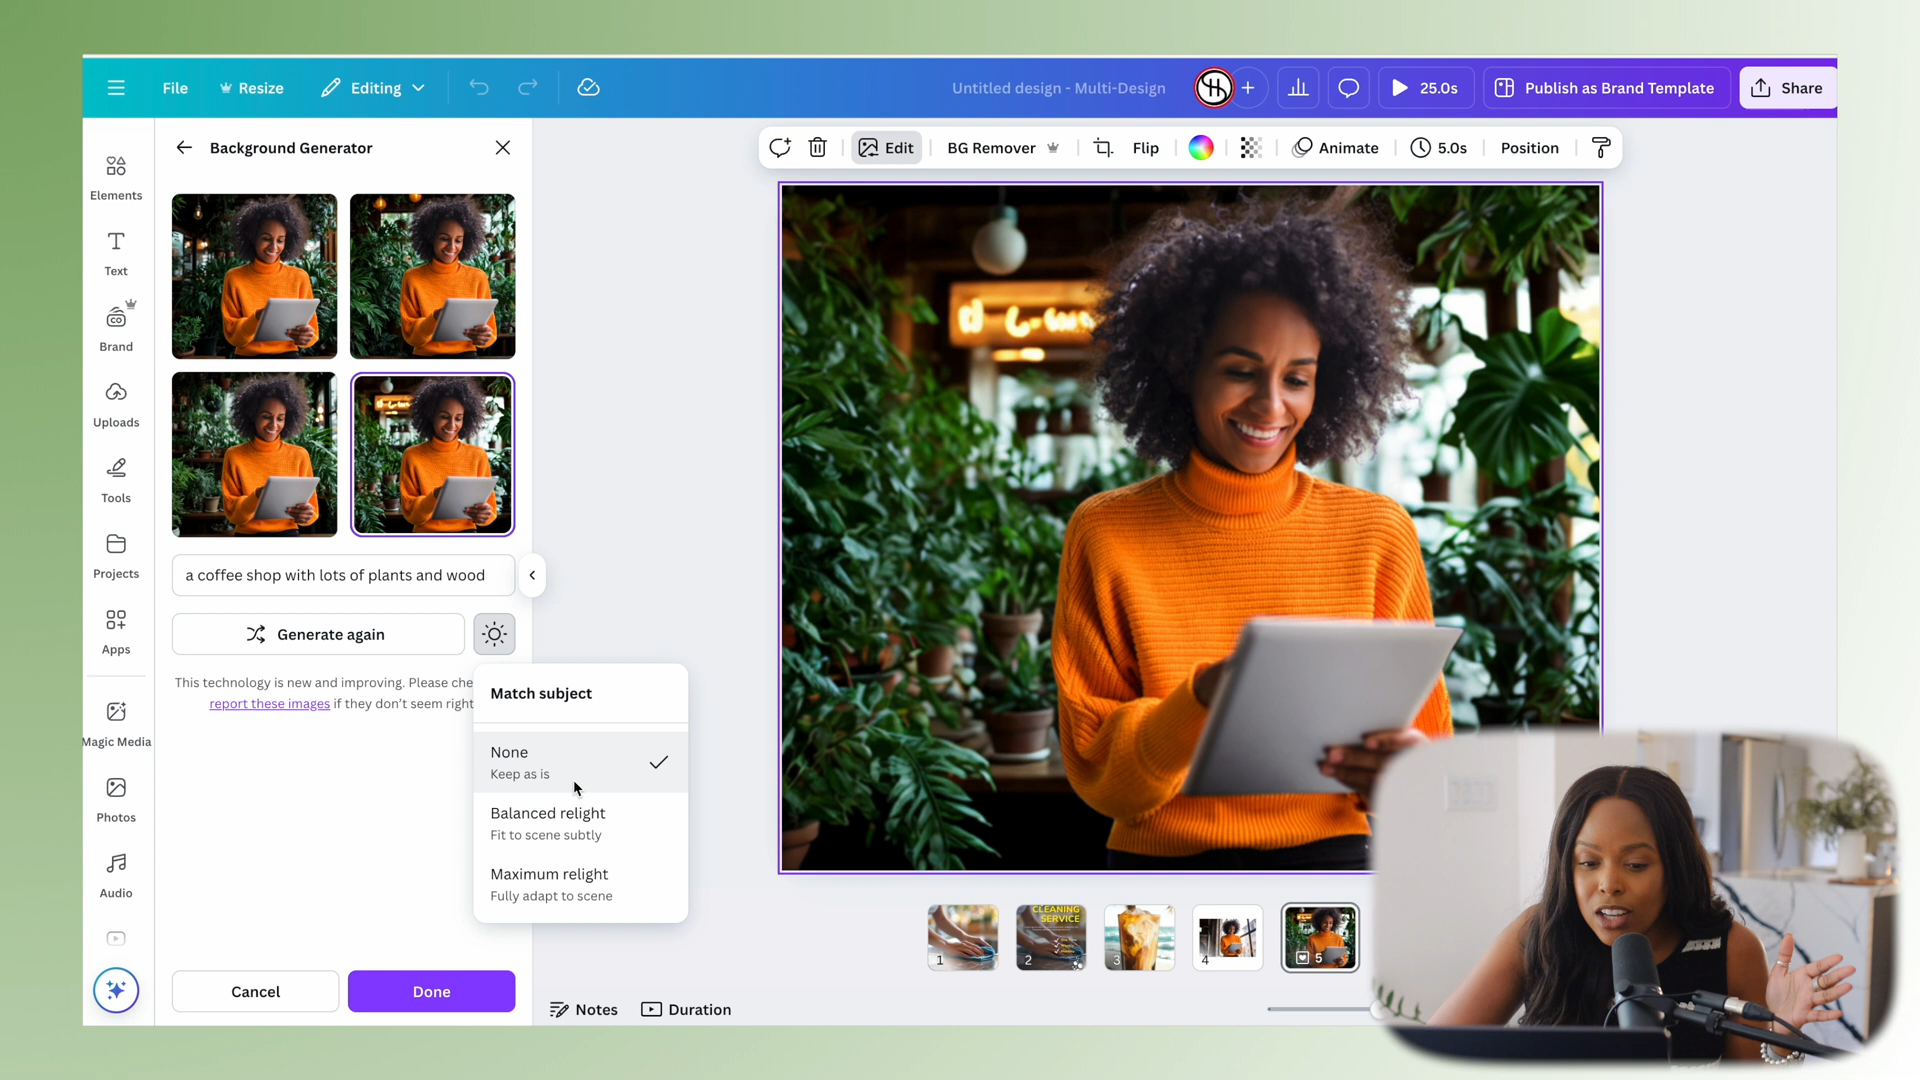 File
Resize
Editing
Untitled design - Multi-Design
25.0s
Publish as Brand Template
Share
Background Generator
Edit
BG Remover
Flip
Animate
5.0s
Position
Elements
Text
Brand
Uploads
Tools
Projects
Apps
Magic Media
Photos
Audio
a coffee shop with lots of plants and wood
Generate again
This technology is new and improving. Please che
report these images if they don't seem right
Match subject
None
Keep as is
Balanced relight
Fit to scene subtly
Maximum relight
Fully adapt to scene
Cancel
Done
CLEANING
SERVICE
1
2
3
4
5
Notes
Duration